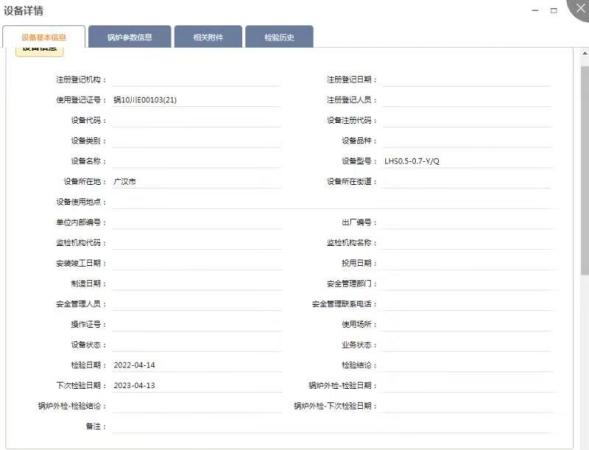 设备详情
设备基本信息 锅炉参数信息 相关附件 检验历史
设备信息
注册登记机构： 注册登记日期：
使用登记证号： 锅10川E00103(21) 注册登记人员：
设备代码： 设备注册代码：
设备类别： 设备品种：
设备名称： 设备型号： LHS0.5-0.7-Y/Q
设备所在地： 广汉市 设备所在街道：
设备使用地点：
单位内部编号： 出厂编号：
监检机构代码： 监检机构名称：
安装竣工日期： 投用日期：
制造日期： 安全管理部门：
安全管理人员： 安全管理联系电话：
操作证号： 使用场所：
设备状态： 业务状态：
检验日期： 2022-04-14 检验结论：
下次检验日期： 2023-04-13 锅炉外检-检验日期：
锅炉外检-检验结论： 锅炉外检-下次检验日期：
备注：